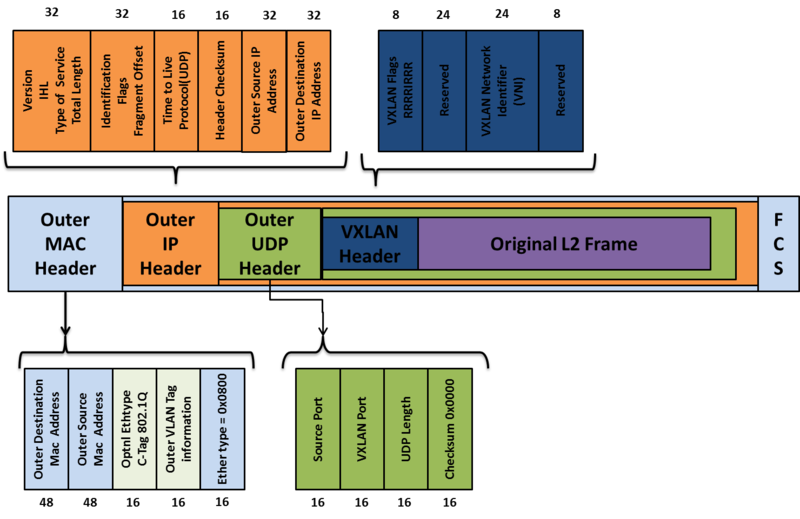 32 32 16 16 32 32
Version
IHL
Type of Service
Total Length
Identification
Flags
Fragment Offset
Time to Live
Protocol(UDP)
Header Checksum
Outer Source IP
Address
Outer Destination
IP Address
8 24 24 8
VXLAN Flags
RRRRIRRR
Reserved
VXLAN Network
Identifier
(VNI)
Reserved
Outer
MAC
Header
Outer
IP
Header
Outer
UDP
Header
VXLAN
Header
Original L2 Frame
F
C
S
Outer Destination
Mac Address
Outer Source
Mac Address
Optnl Ethtype
C-Tag 802.1Q
Outer VLAN Tag
information
Ether type = 0x0800
48 48 16 16 16
Source Port
VXLAN Port
UDP Length
Checksum 0x0000
16 16 16 16